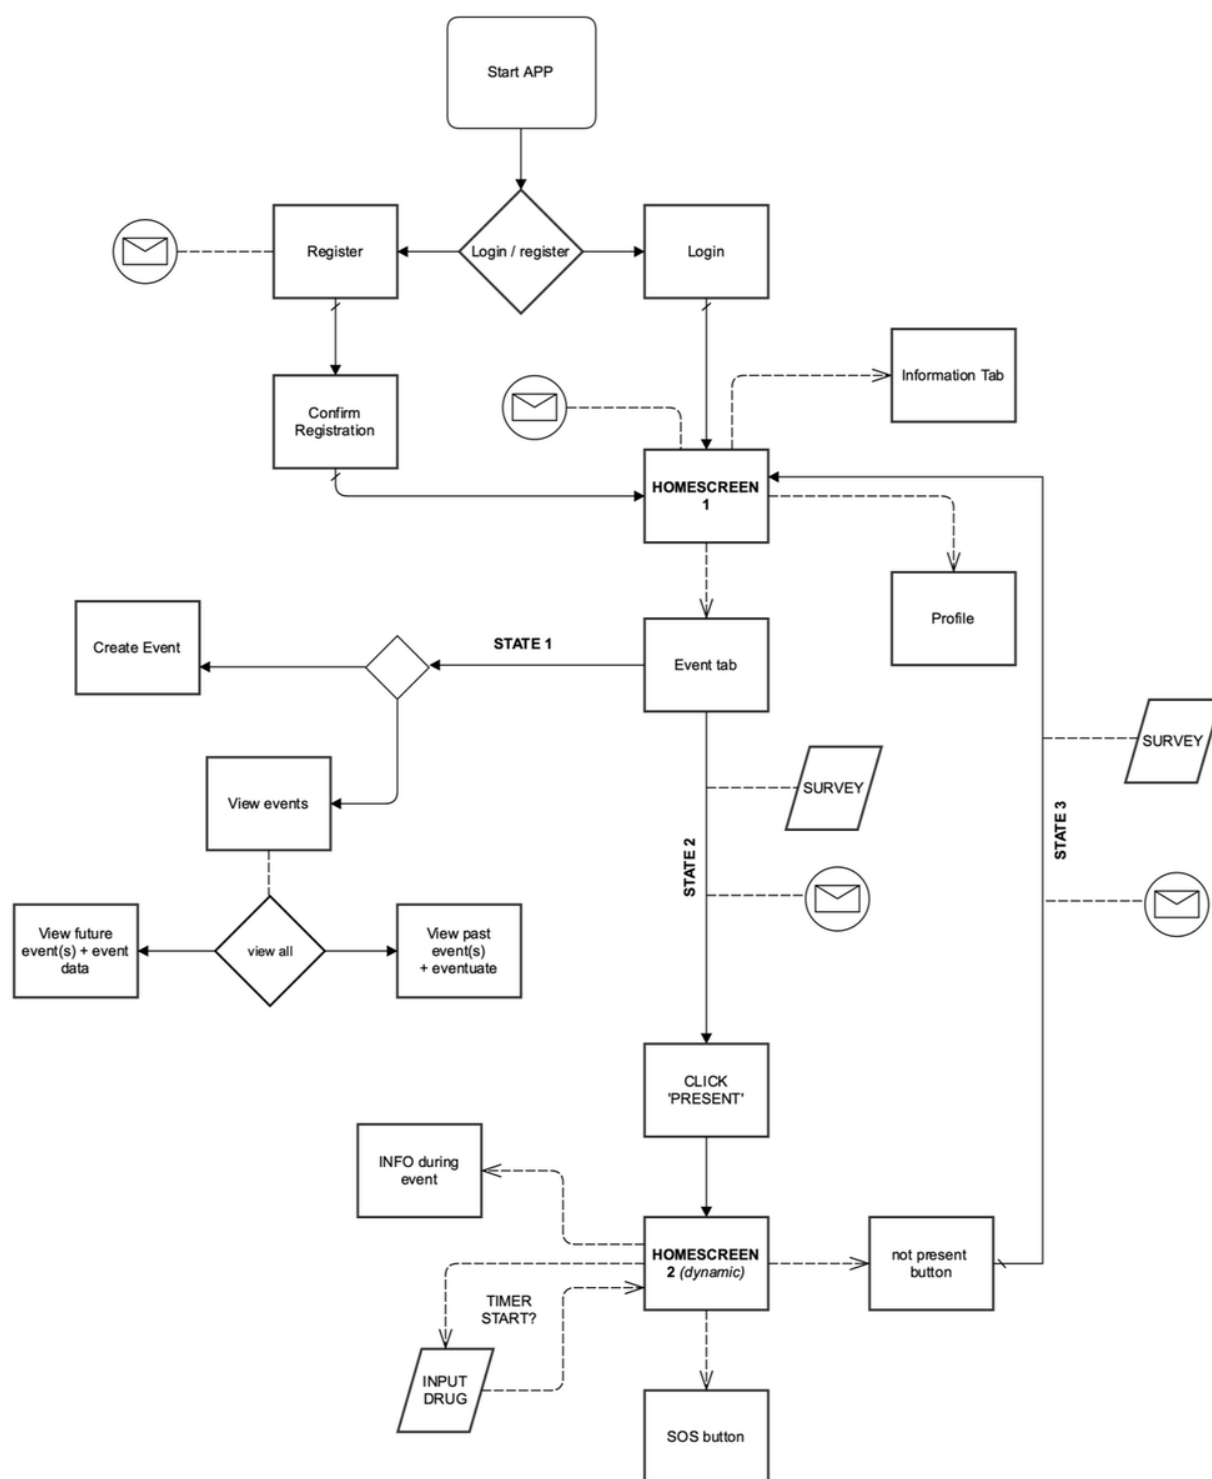 Start APP
Register
Login / register
Login
Information Tab
Confirm
Registration
HOMESCREEN
1
Profile
Create Event
STATE 1
Event tab
SURVEY
SURVEY
View events
STATE 2
STATE 3
View future
event(s) + event
data
view all
View past
event(s)
+ eventuate
CLICK
'PRESENT'
INFO during
event
HOMESCREEN
2 (dynamic)
not present
button
TIMER
START?
INPUT
DRUG
SOS button